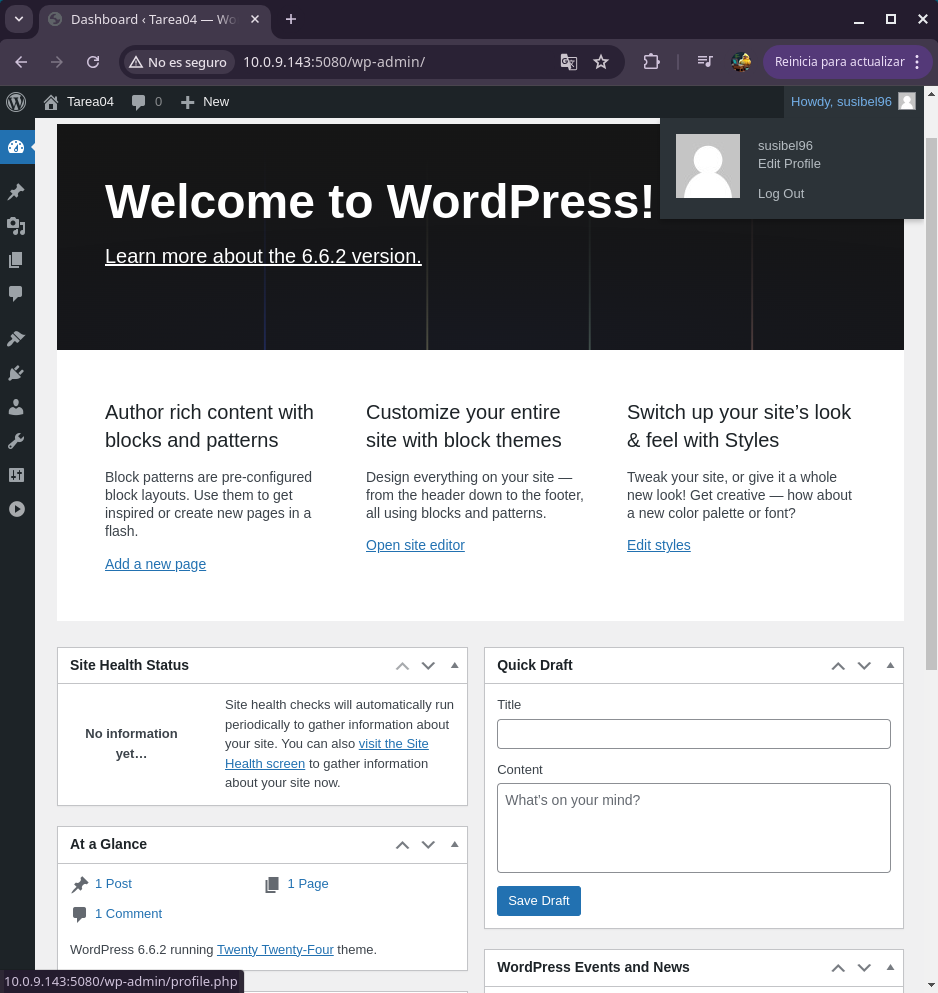 Dashboard ‹ Tarea04 — Wo
No es seguro
10.0.9.143:5080/wp-admin/
Reinicia para actualizar
Tarea04
0
New
Howdy, susibel96
susibel96
Edit Profile
Log Out
Welcome to WordPress!
Learn more about the 6.6.2 version.
Author rich content with
blocks and patterns
Block patterns are pre-configured
block layouts. Use them to get
inspired or create new pages in a
flash.
Add a new page
Customize your entire
site with block themes
Design everything on your site —
from the header down to the footer,
all using blocks and patterns.
Open site editor
Switch up your site’s look
& feel with Styles
Tweak your site, or give it a whole
new look! Get creative — how about
a new color palette or font?
Edit styles
Site Health Status
No information
yet…
Site health checks will automatically run
periodically to gather information about
your site. You can also visit the Site
Health screen to gather information
about your site now.
At a Glance
1 Post
1 Page
1 Comment
WordPress 6.6.2 running Twenty Twenty-Four theme.
Quick Draft
Title
Content
What’s on your mind?
Save Draft
WordPress Events and News
10.0.9.143:5080/wp-admin/profile.php